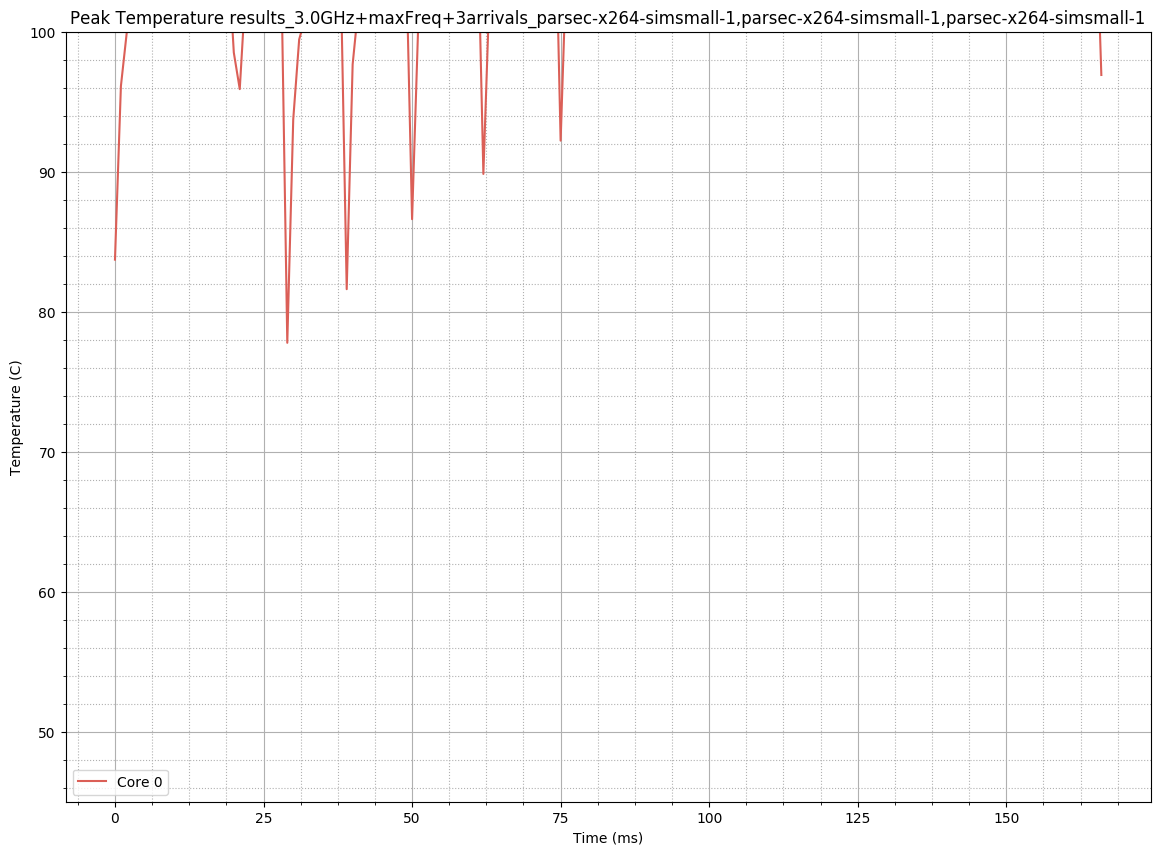 Peak Temperature results_3.0GHz+maxFreq+3arrivals_parsec-x264-simsmall-1,parsec-x264-simsmall-1,parsec-x264-simsmall-1
100
90
80
70
60
50
Temperature (C)
Core 0
0 25 50 75 100 125 150
Time (ms)